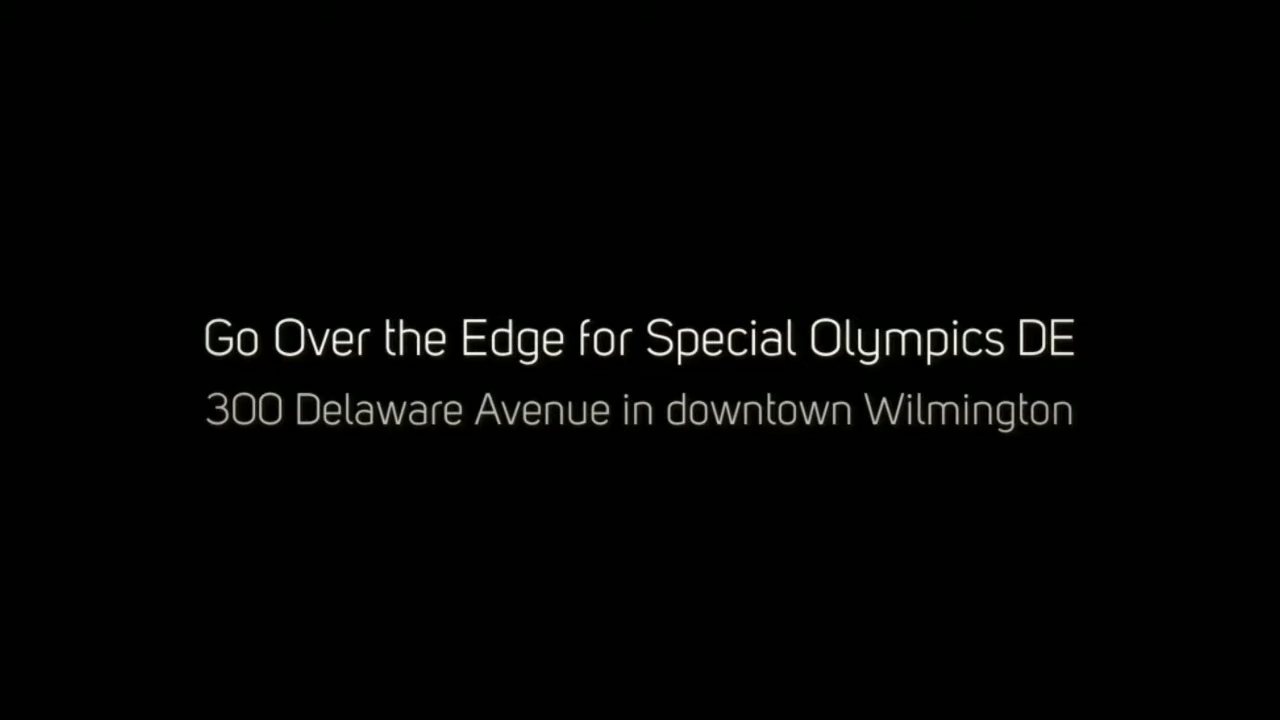 Go Over the Edge for Special Olympics DE
300 Delaware Avenue in downtown Wilmington